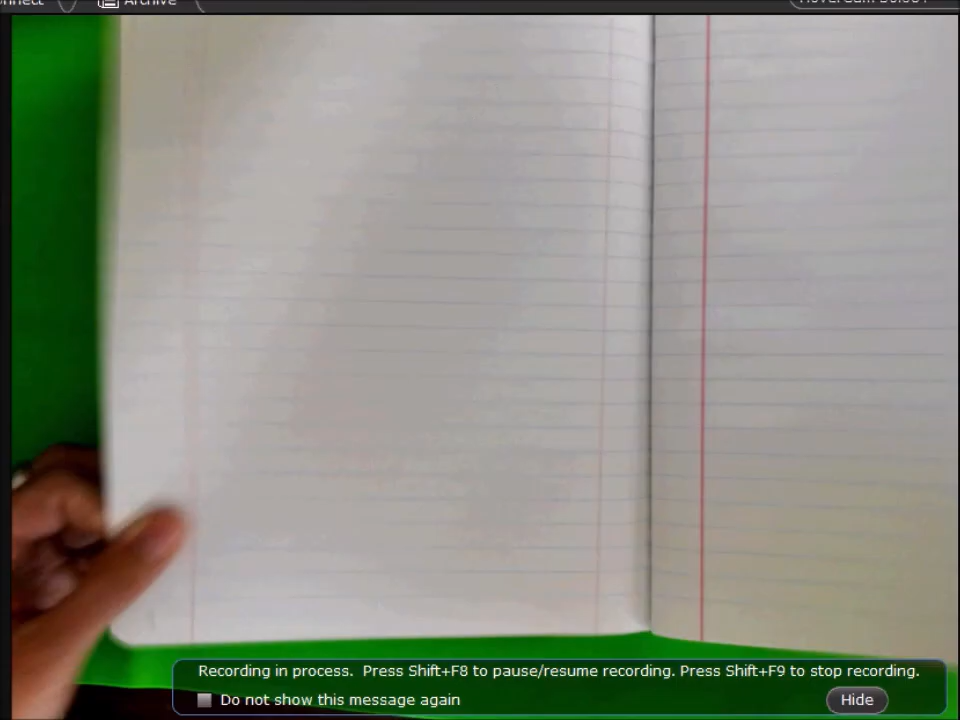 Archive
Recording in process.  Press Shift+F8 to pause/resume recording. Press Shift+F9 to stop recording.
Do not show this message again
Hide